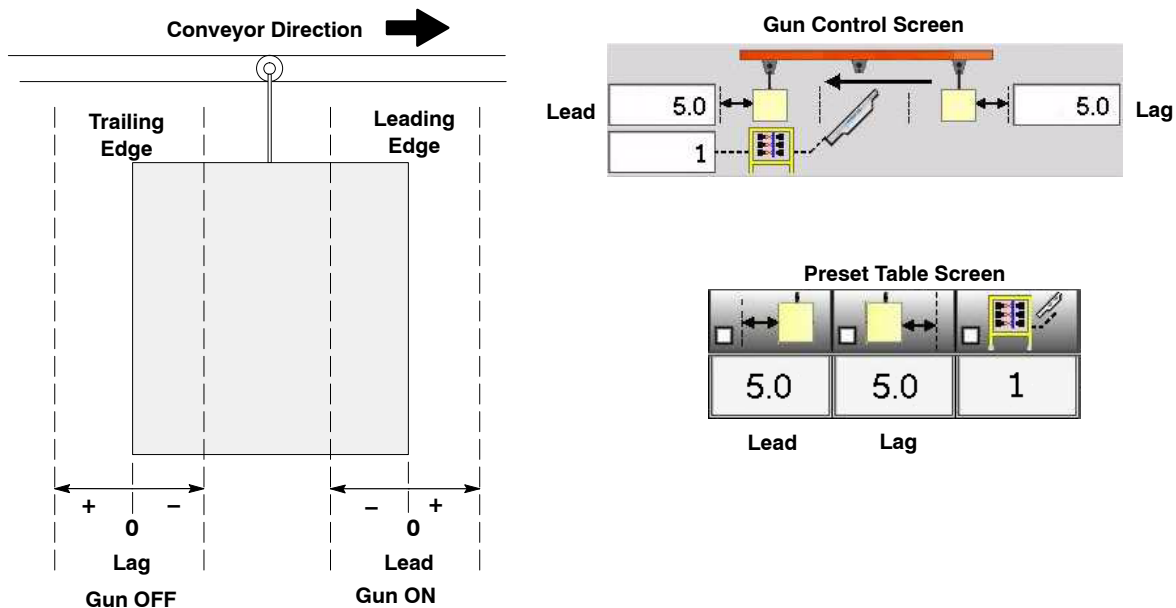 Conveyor Direction
Trailing
Edge
Leading
Edge
+
−
0
Lag
Gun OFF
−
+
0
Lead
Gun ON
Gun Control Screen
Lead
5.0
5.0
Lag
1
Preset Table Screen
5.0
5.0
1
Lead
Lag